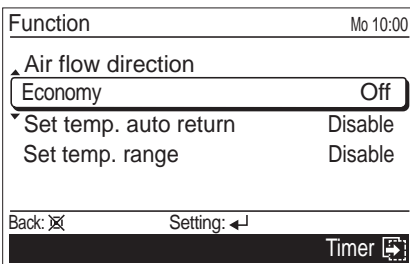 Function Mo 10:00
Air flow direction
Economy Off
Set temp. auto return Disable
Set temp. range Disable
Back: Setting:
Timer